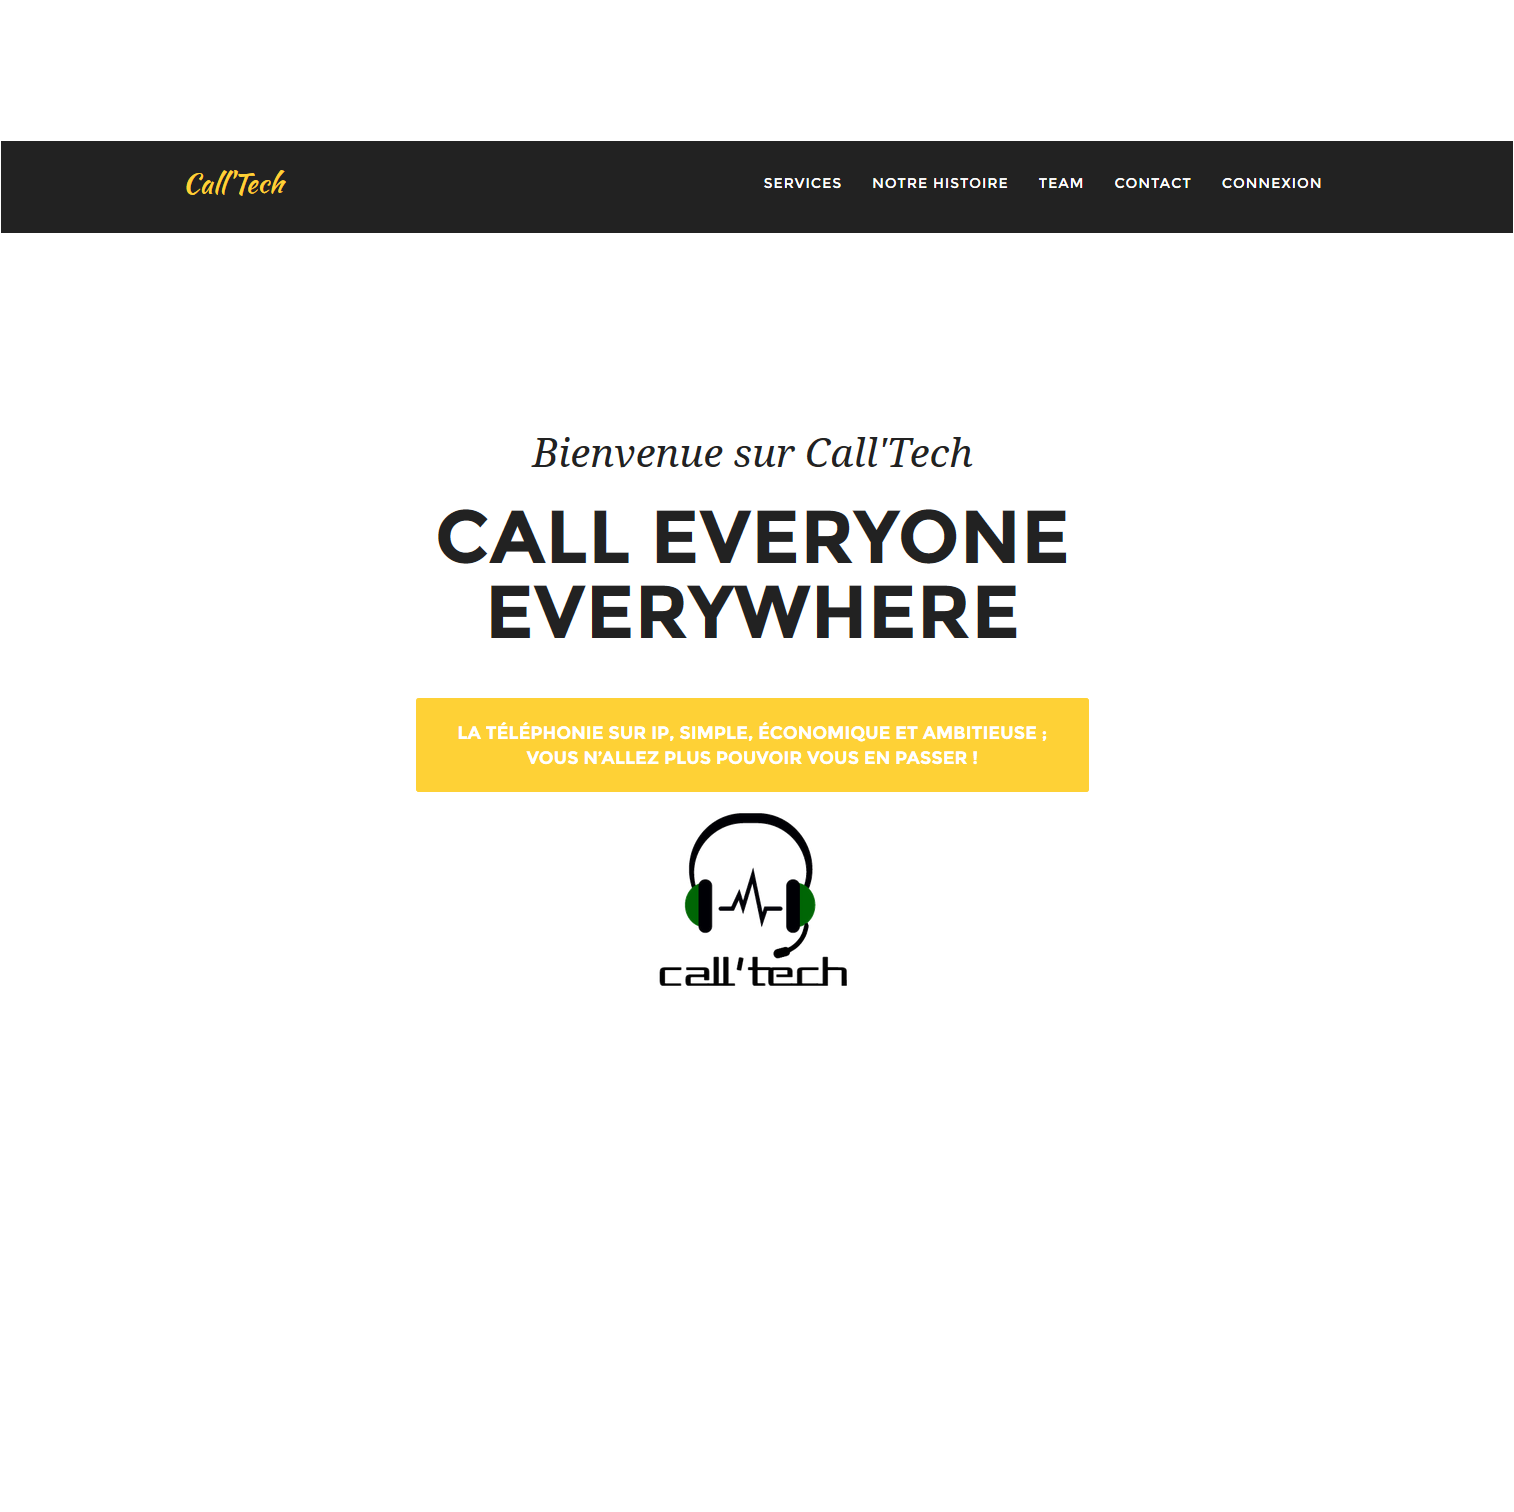 Call'Tech
SERVICES NOTRE HISTOIRE TEAM CONTACT CONNEXION
Bienvenue sur Call'Tech
CALL EVERYONE
EVERYWHERE
LA TÉLÉPHONIE SUR IP, SIMPLE, ÉCONOMIQUE ET AMBITIEUSE ;
VOUS N'ALLEZ PLUS POUVOIR VOUS EN PASSER !
call'tech